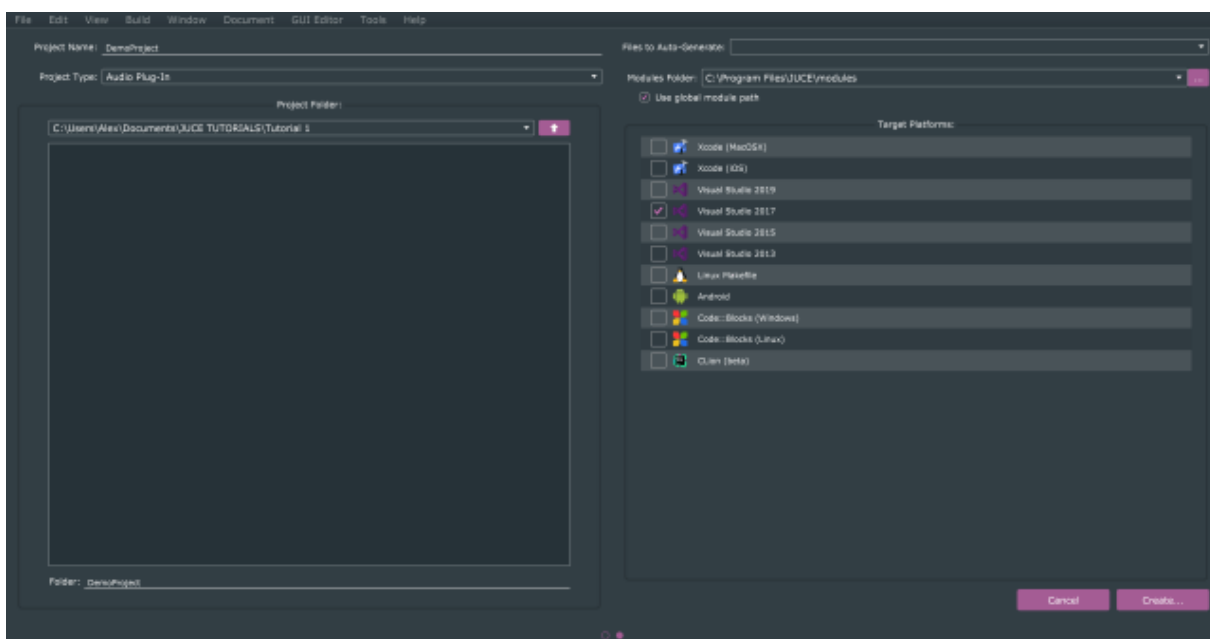 File Edit View Build Window Document GUI Editor Tools Help
Project Name: DemoProject
Project Type: Audio Plug-In
Project Folder:
C:\Users\Alex\Documents\JUCE TUTORIALS\Tutorial 1
Folder: DemoProject
Files to Auto-Generate:
Modules Folder: C:\Program Files\JUCE\modules
...
Use global module path
Target Platforms:
Xcode (MacOSX)
Xcode (iOS)
Visual Studio 2019
Visual Studio 2017
Visual Studio 2015
Visual Studio 2013
Linux Makefile
Android
Code::Blocks (Windows)
Code::Blocks (Linux)
CLion (beta)
Cancel Create...